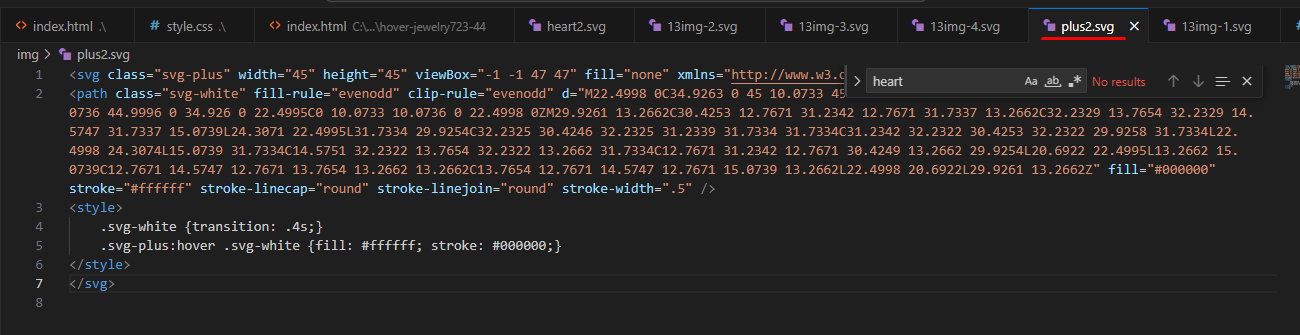 index.html .\ style.css .\ index.html C:\...\hover-jewelry723-44 heart2.svg 13img-2.svg 13img-3.svg 13img-4.svg plus2.svg 13img-1.svg
img > plus2.svg
heart Aa ab .* No results
1 <svg class="svg-plus" width="45" height="45" viewBox="-1 -1 47 47" fill="none" xmlns="http://www.w3.o
2 <path class="svg-white" fill-rule="evenodd" clip-rule="evenodd" d="M22.4998 0C34.9263 0 45 10.0733 45
0736 44.9996 0 34.926 0 22.4995C0 10.0733 10.0736 0 22.4998 0ZM29.9261 13.2662C30.4253 12.7671 31.2342 12.7671 31.7337 13.2662C32.2329 13.7654 32.2329 14.
5747 31.7337 15.0739L24.3071 22.4995L31.7334 29.9254C32.2325 30.4246 32.2325 31.2339 31.7334 31.7334C31.2342 32.2322 30.4253 32.2322 29.9258 31.7334L22.
4998 24.3074L15.0739 31.7334C14.5751 32.2322 13.7654 32.2322 13.2662 31.7334C12.7671 31.2342 12.7671 30.4249 13.2662 29.9254L20.6922 22.4995L13.2662 15.
0739C12.7671 14.5747 12.7671 13.7654 13.2662 13.2662C13.7654 12.7671 14.5747 12.7671 15.0739 13.2662L22.4998 20.6922L29.9261 13.2662Z" fill="#000000"
stroke="#ffffff" stroke-linecap="round" stroke-linejoin="round" stroke-width=".5" />
3 <style>
4 .svg-white {transition: .4s;}
5 .svg-plus:hover .svg-white {fill: #ffffff; stroke: #000000;}
6 </style>
7 </svg>
8